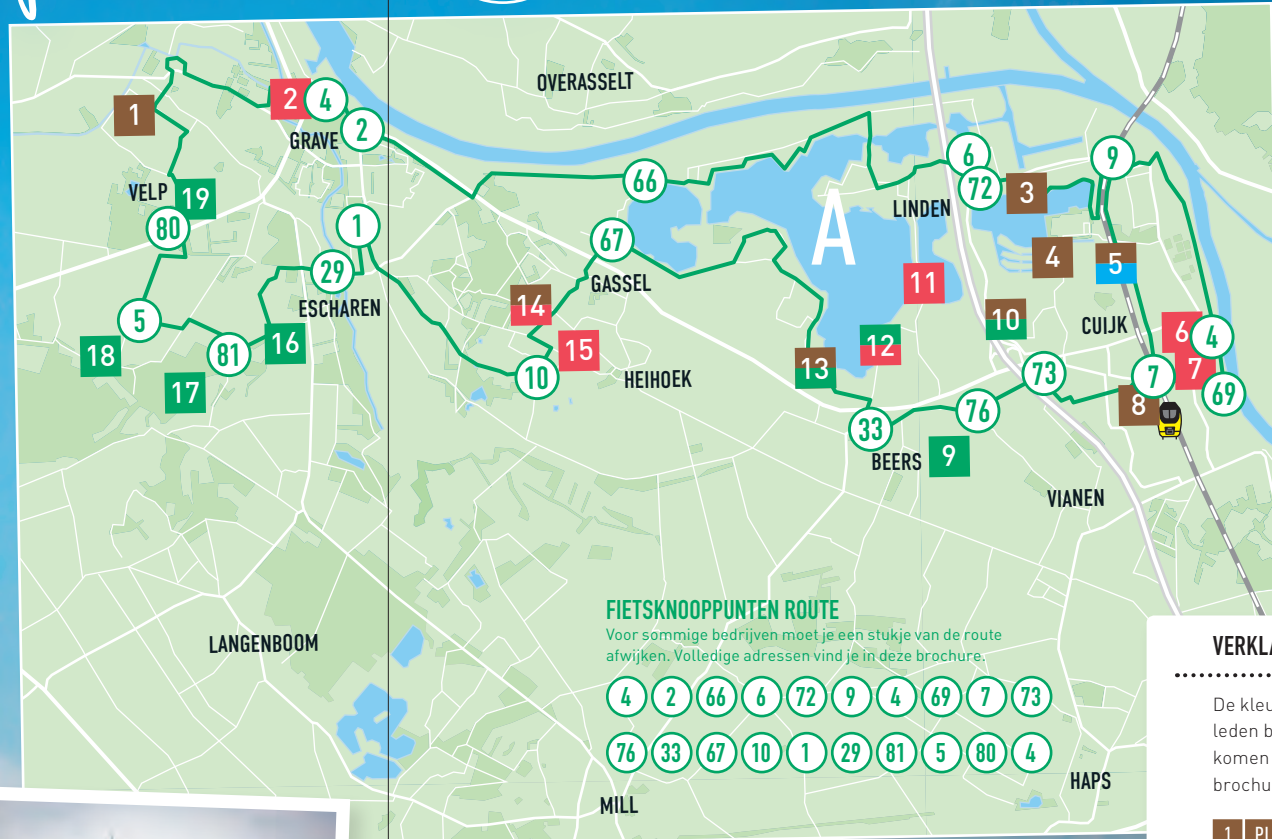 OVERASSELT
1
2 4
2
GRAVE
VELP 19
80
1
29
ESCHAREN
5
18
81
16
17
66
67
GASSEL
14
15
10
HEIHOEK
A
6
72
LINDEN
3
9
4
5
11
10
CUIJK
6 4
7 7
69
8
12
13
73
76
33
BEERS 9
VIANEN
LANGENBOOM
FIETSKNOOPPUNTEN ROUTE
Voor sommige bedrijven moet je een stukje van de route
afwijken. Volledige adressen vind je in deze brochure.
4 2 66 6 72 9 4 69 7 73
76 33 67 10 1 29 81 5 80 4
MILL
HAPS
De
leden
komen
1